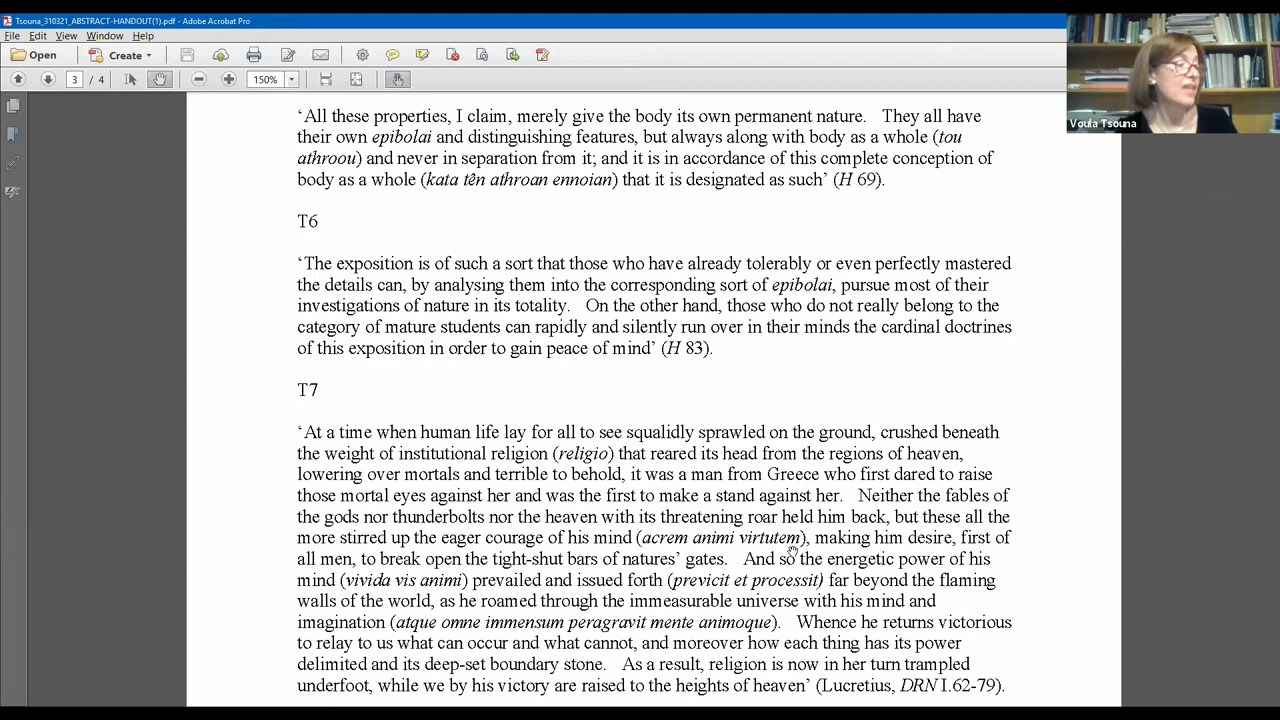 Tsouna_310321_ABSTRACT-HANDOUT(1).pdf - Adobe Acrobat Pro
File Edit View Window Help
Open Create
3 / 4 150%
Voula Tsouna
‘All these properties, I claim, merely give the body its own permanent nature. They all have
their own epibolai and distinguishing features, but always along with body as a whole (tou
athroou) and never in separation from it; and it is in accordance of this complete conception of
body as a whole (kata tên athroan ennoian) that it is designated as such’ (H 69).
T6
‘The exposition is of such a sort that those who have already tolerably or even perfectly mastered
the details can, by analysing them into the corresponding sort of epibolai, pursue most of their
investigations of nature in its totality. On the other hand, those who do not really belong to the
category of mature students can rapidly and silently run over in their minds the cardinal doctrines
of this exposition in order to gain peace of mind’ (H 83).
T7
‘At a time when human life lay for all to see squalidly sprawled on the ground, crushed beneath
the weight of institutional religion (religio) that reared its head from the regions of heaven,
lowering over mortals and terrible to behold, it was a man from Greece who first dared to raise
those mortal eyes against her and was the first to make a stand against her. Neither the fables of
the gods nor thunderbolts nor the heaven with its threatening roar held him back, but these all the
more stirred up the eager courage of his mind (acrem animi virtutem), making him desire, first of
all men, to break open the tight-shut bars of natures’ gates. And so the energetic power of his
mind (vivida vis animi) prevailed and issued forth (previcit et processit) far beyond the flaming
walls of the world, as he roamed through the immeasurable universe with his mind and
imagination (atque omne immensum peragravit mente animoque). Whence he returns victorious
to relay to us what can occur and what cannot, and moreover how each thing has its power
delimited and its deep-set boundary stone. As a result, religion is now in her turn trampled
underfoot, while we by his victory are raised to the heights of heaven’ (Lucretius, DRN I.62-79).